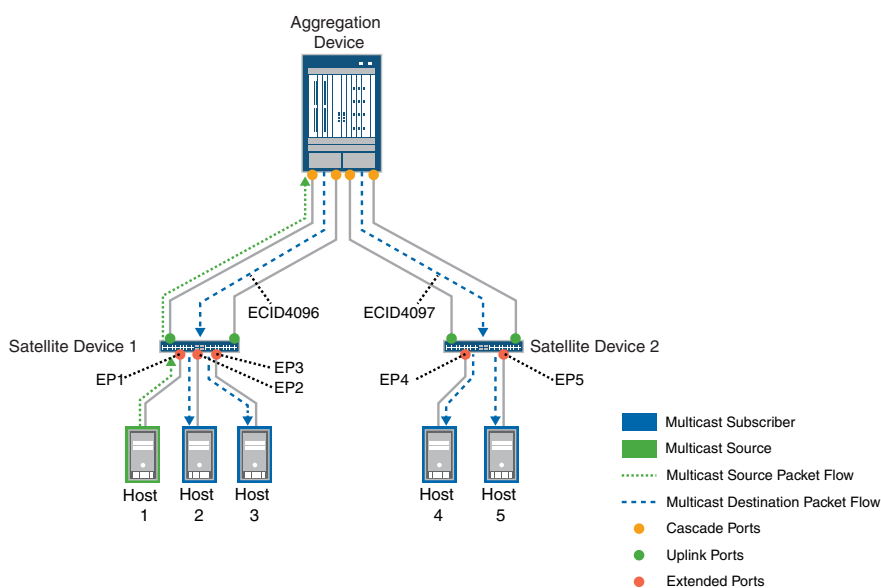 Aggregation
Device
ECID4096
ECID4097
Satellite Device 1
Satellite Device 2
EP1
EP3
EP2
EP4
EP5
Host
1
Host
2
Host
3
Host
4
Host
5
Multicast Subscriber
Multicast Source
Multicast Source Packet Flow
Multicast Destination Packet Flow
Cascade Ports
Uplink Ports
Extended Ports